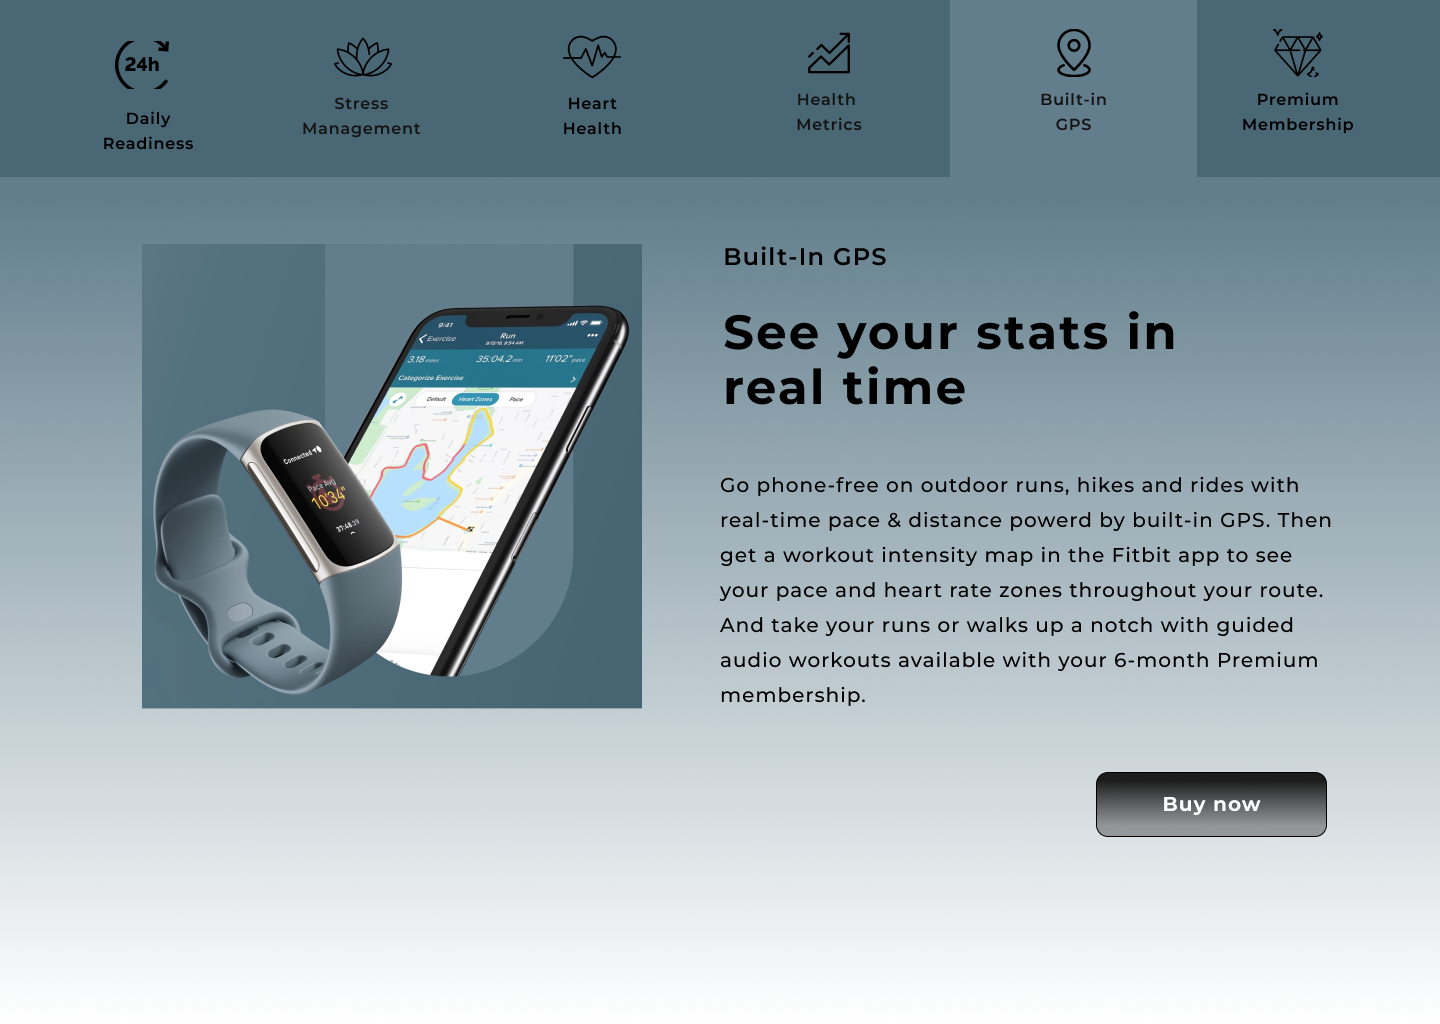 24h
Daily
Readiness
Stress
Management
Heart
Health
Health
Metrics
Built-in
GPS
Premium
Membership
9:41
Exercise
Run
3.18 miles
35:04.2 min
11'02" pace
Categorize Exercise
Default
Heart Zones
Pace
Connected
Pace Avg
10'34"
37:48.39
Built-In GPS
See your stats in
real time
Go phone-free on outdoor runs, hikes and rides with
real-time pace & distance powerd by built-in GPS. Then
get a workout intensity map in the Fitbit app to see
your pace and heart rate zones throughout your route.
And take your runs or walks up a notch with guided
audio workouts available with your 6-month Premium
membership.
Buy now